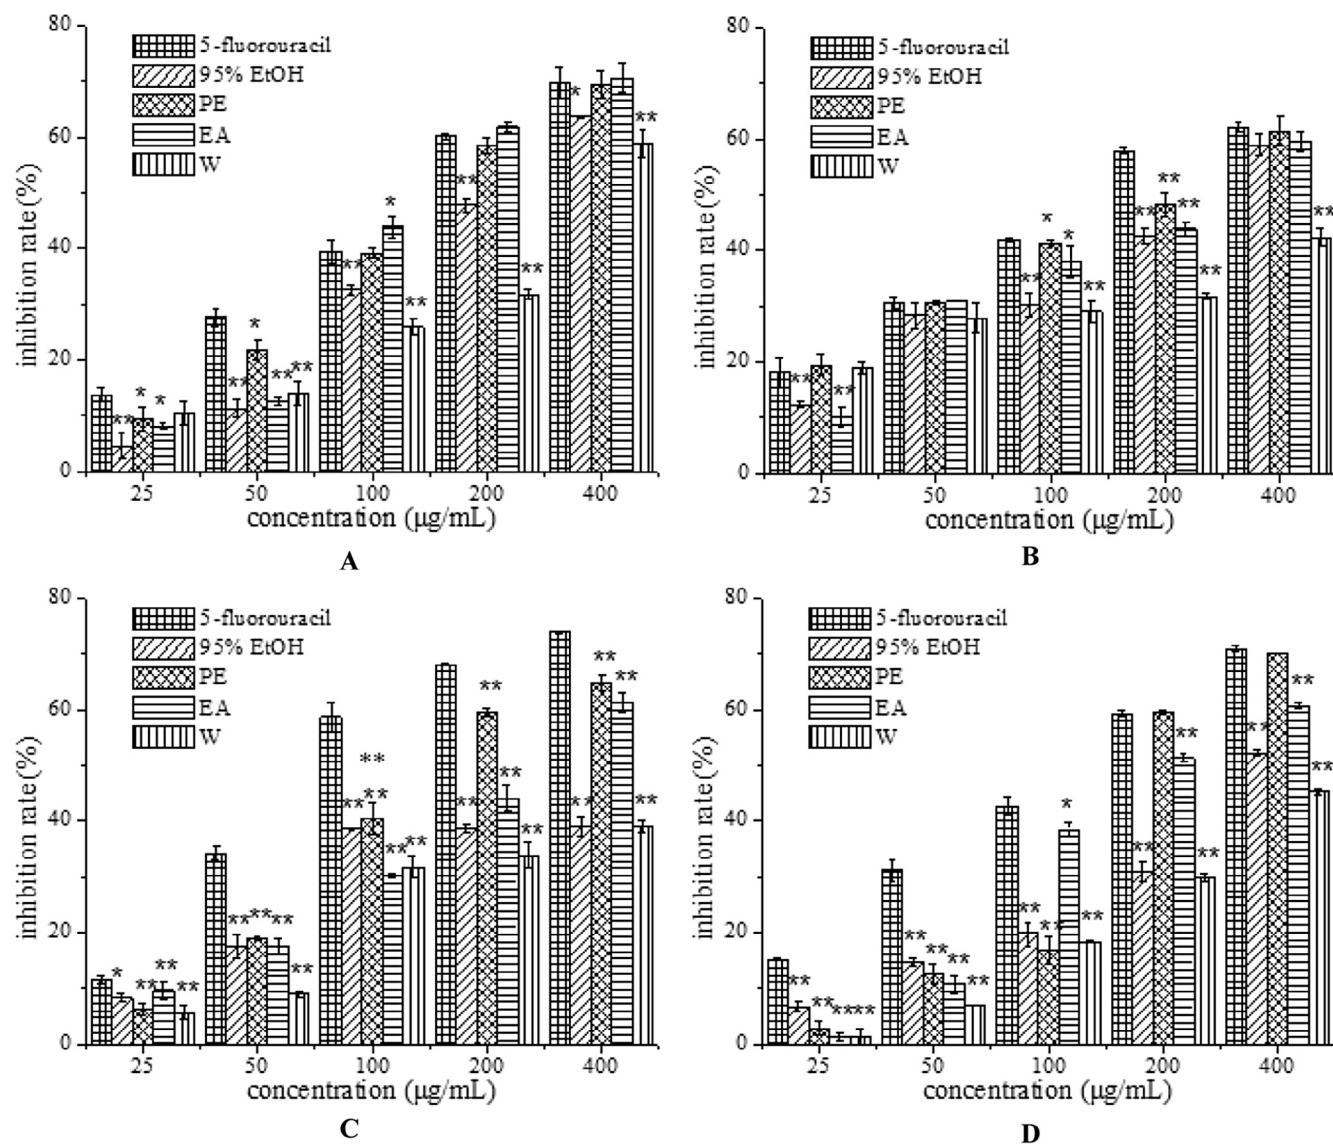 80
60
40
20
0
inhibition rate(%)
5-fluorouracil
95% EtOH
PE
EA
W
** * *
** * ** **
** * **
** **
* **
25 50 100 200 400
concentration (µg/mL)
A
80
60
40
20
0
inhibition rate(%)
5-fluorouracil
95% EtOH
PE
EA
W
** **
** * * **
** ** ** **
**
25 50 100 200 400
concentration (µg/mL)
B
80
60
40
20
0
inhibition rate(%)
5-fluorouracil
95% EtOH
PE
EA
W
* ** ** **
** ** ** **
**
** ** ** **
** ** ** **
** ** ** **
25 50 100 200 400
concentration (µg/mL)
C
80
60
40
20
0
inhibition rate(%)
5-fluorouracil
95% EtOH
PE
EA
W
** ** ** **
** ** ** **
** ** * **
** ** **
** ** **
25 50 100 200 400
concentration (µg/mL)
D